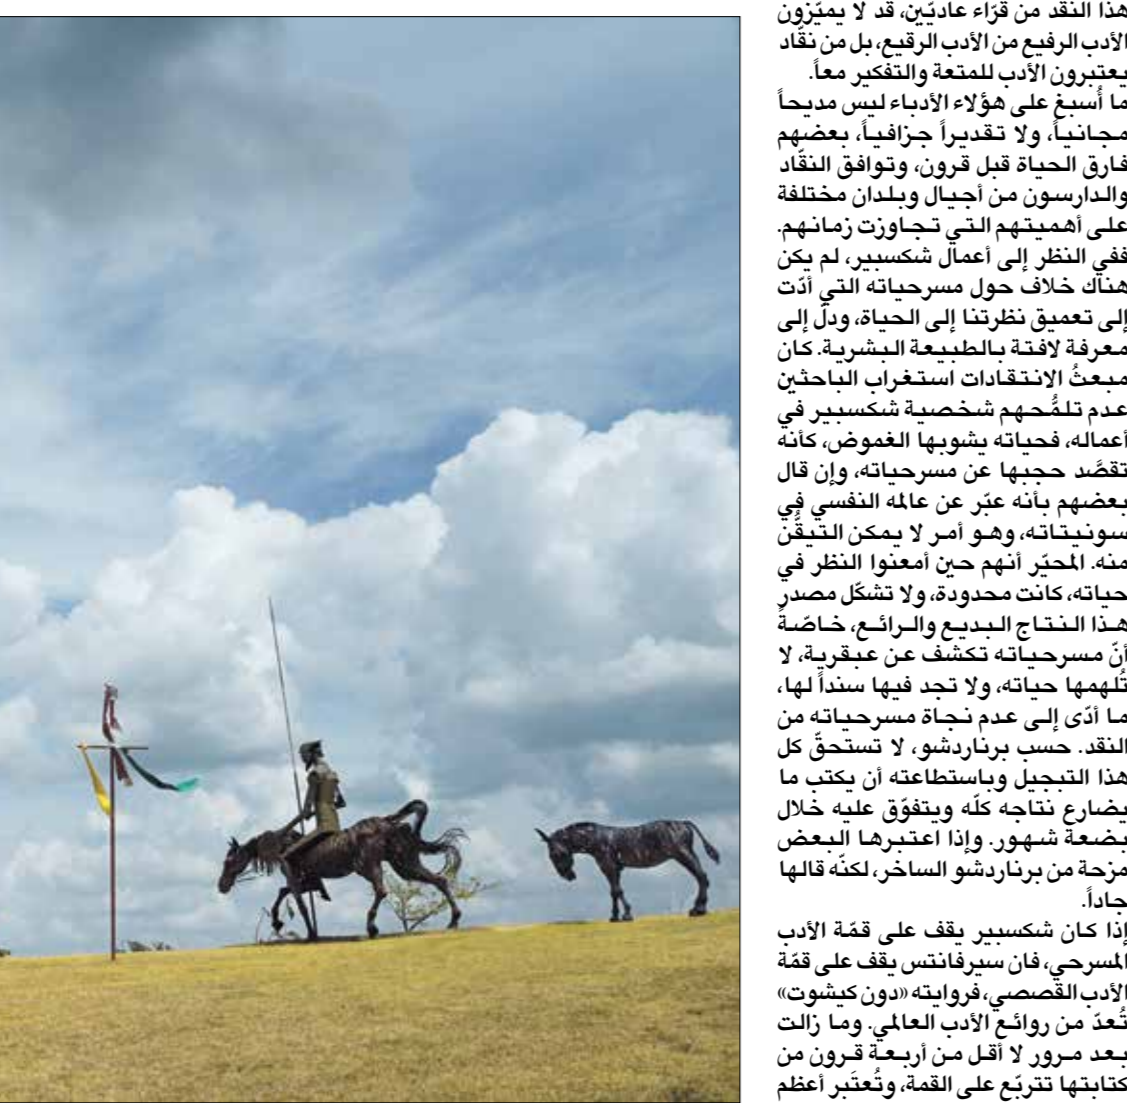 هذا النقد من قرّاء عاديّين، قد لا يميّزون
الأدب الرفيع من الأدب الرقيع، بل من نقّاد
يعتبرون الأدب للمتعة والتفكير معاً.
ما أُسبغ على هؤلاء الأدباء ليس مديحاً
مجانياً، ولا تقديراً جزافياً، بعضهم
فارق الحياة قبل قرون، وتوافق النقّاد
والدارسون من أجيال وبلدان مختلفة
على أهميتهم التي تجاوزت زمانهم.
ففي النظر إلى أعمال شكسبير، لم يكن
هناك خلاف حول مسرحياته التي أدّت
إلى تعميق نظرتنا إلى الحياة، ودلّ إلى
معرفة لافتة بالطبيعة البشرية. كان
مبعثُ الانتقادات استغراب الباحثين
عدم تلمُّحهم شخصية شكسبير في
أعماله، فحياته يشوبها الغموض، كأنه
تقصَّد حجبها عن مسرحياته، وإن قال
بعضهم بأنه عبّر عن عالمه النفسي في
سونيتاته، وهو أمر لا يمكن التيقُّن
منه. المحيّر أنهم حين أمعنوا النظر في
حياته، كانت محدودة، ولا تشكّل مصدر
هذا النتاج البديع والرائع، خاصّةً
أنّ مسرحياته تكشف عن عبقرية، لا
تُلهمها حياته، ولا تجد فيها سنداً لها،
ما أدّى إلى عدم نجاة مسرحياته من
النقد. حسب برناردشو، لا تستحقّ كل
هذا التبجيل وباستطاعته أن يكتب ما
يضارع نتاجه كلّه ويتفوّق عليه خلال
بضعة شهور. وإذا اعتبرها البعض
مزحة من برناردشو الساخر، لكنّه قالها
جاداً.
إذا كان شكسبير يقف على قمّة الأدب
المسرحي، فان سيرفانتس يقف على قمّة
الأدب القصصي، فروايته «دون كيشوت»
تُعدّ من روائع الأدب العالمي. وما زالت
بعد مرور لا أقل من أربعة قرون من
كتابتها تتربّع على القمة، وتُعتَبر أعظم